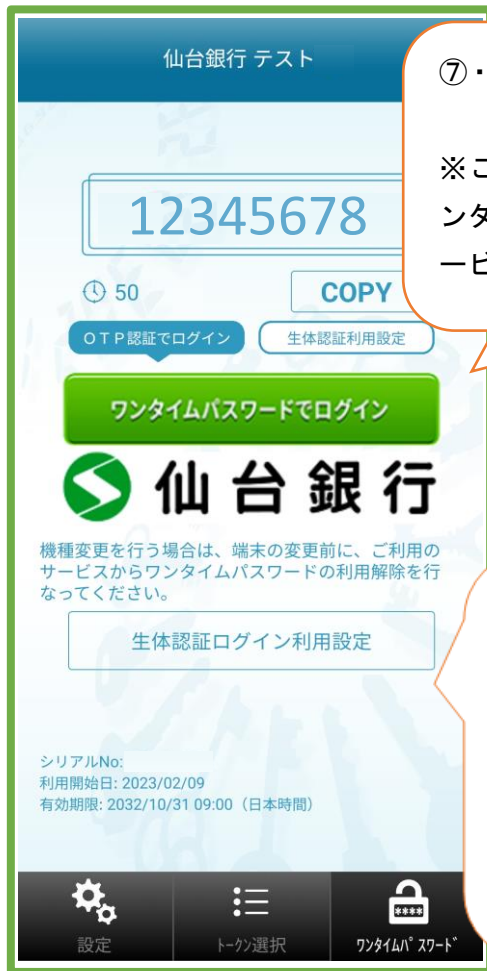 仙台銀行 テスト
⑦・
※こ
ンタ
ービ
12345678
50
COPY
ＯＴＰ認証でログイン
生体認証利用設定
ワンタイムパスワードでログイン
仙台銀行
機種変更を行う場合は、端末の変更前に、ご利用の
サービスからワンタイムパスワードの利用解除を行
なってください。
生体認証ログイン利用設定
シリアルNo:
利用開始日: 2023/02/09
有効期限: 2032/10/31 09:00（日本時間）
****
設定
トークン選択
ワンタイムパスワード